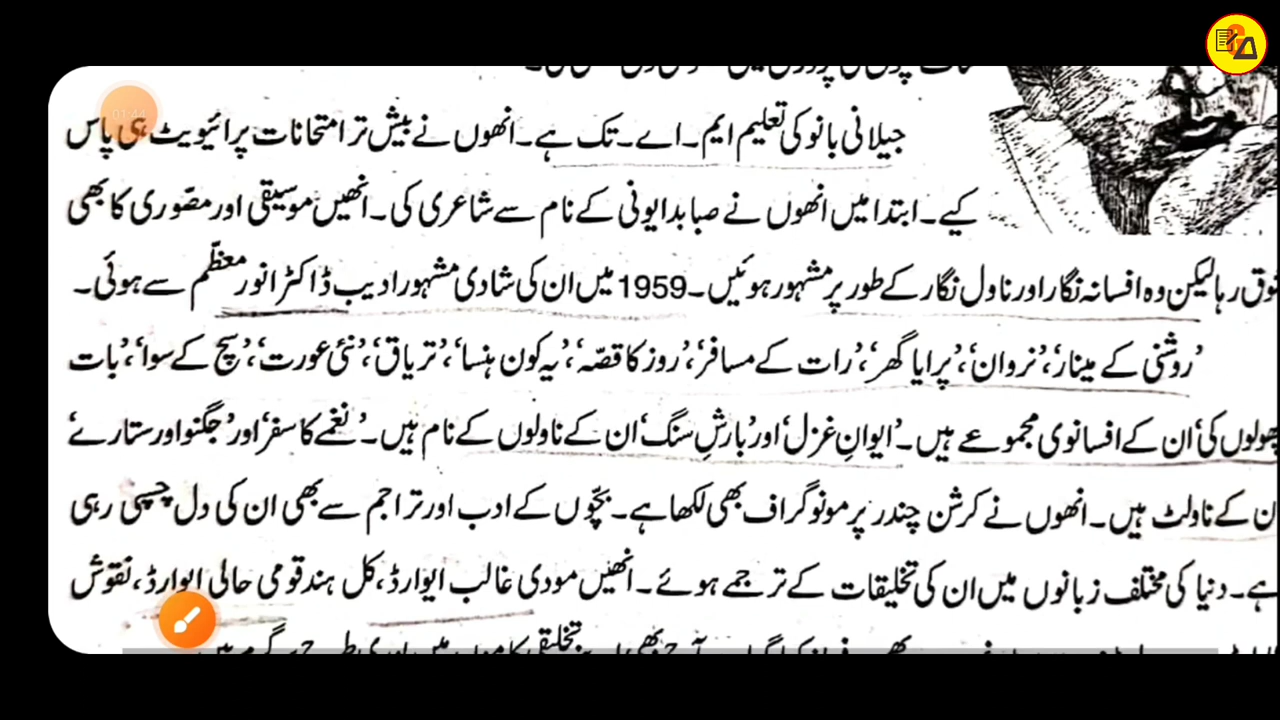 01:44
جیلانی بانو کی تعلیم ایم۔اے۔تک ہے۔انھوں نے بیش تر امتحانات پرائیویٹ ہی پاس
کیے۔ابتدا میں انھوں نے صبا بدایونی کے نام سے شاعری کی۔انھیں موسیقی اور مصّوری کا بھی
رہا لیکن وہ افسانہ نگار اور ناول نگار کے طور پر مشہور ہوئیں۔1959 میں ان کی شادی مشہور ادیب ڈاکٹر انور معظّم سے ہوئی۔
’روشنی کے مینار‘،’نروان‘،’پرایا گھر‘،’رات کے مسافر‘،’روز کا قصّہ‘،’یہ کون ہنسا‘،’تریاق‘،’نئی عورت‘،’سچ کے سوا‘،’بات
پھولوں کی‘ ان کے افسانوی مجموعے ہیں۔’ایوانِ غزل‘ اور ’بارشِ سنگ‘ ان کے ناولوں کے نام ہیں۔’نغمے کا سفر‘ اور ’جگنو اور ستارے‘
ان کے ناولٹ ہیں۔انھوں نے کرشن چندر پر مونوگراف بھی لکھا ہے۔بچّوں کے ادب اور تراجم سے بھی ان کی دل چسپی رہی
ہے۔دنیا کی مختلف زبانوں میں ان کی تخلیقات کے ترجمے ہوئے۔انھیں مودی غالب ایوارڈ،کل ہند قومی حالی ایوارڈ،نقوش